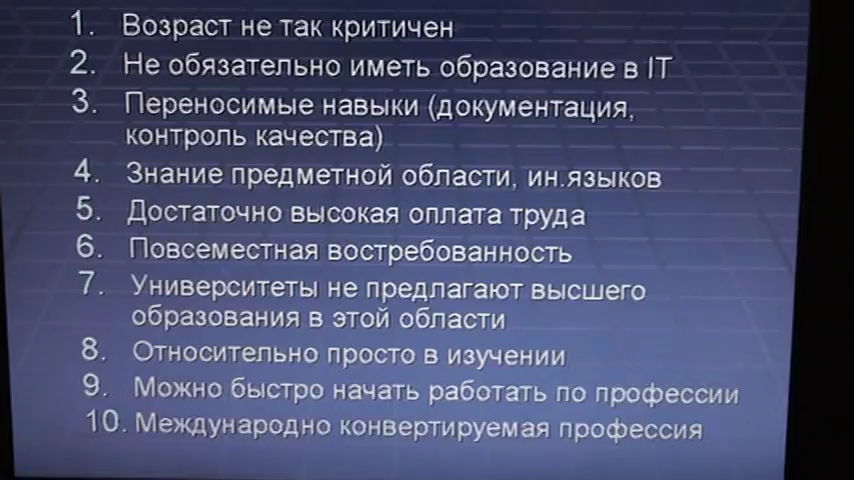 1. Возраст не так критичен
2. Не обязательно иметь образование в IT
3. Переносимые навыки (документация,
контроль качества)
4. Знание предметной области, ин.языков
5. Достаточно высокая оплата труда
6. Повсеместная востребованность
7. Университеты не предлагают высшего
образования в этой области
8. Относительно просто в изучении
9. Можно быстро начать работать по профессии
10. Международно конвертируемая профессия